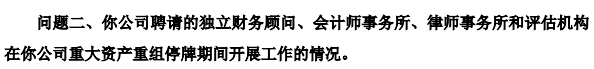 问题二、你公司聘请的独立财务顾问、会计师事务所、律师事务所和评估机构
在你公司重大资产重组停牌期间开展工作的情况。